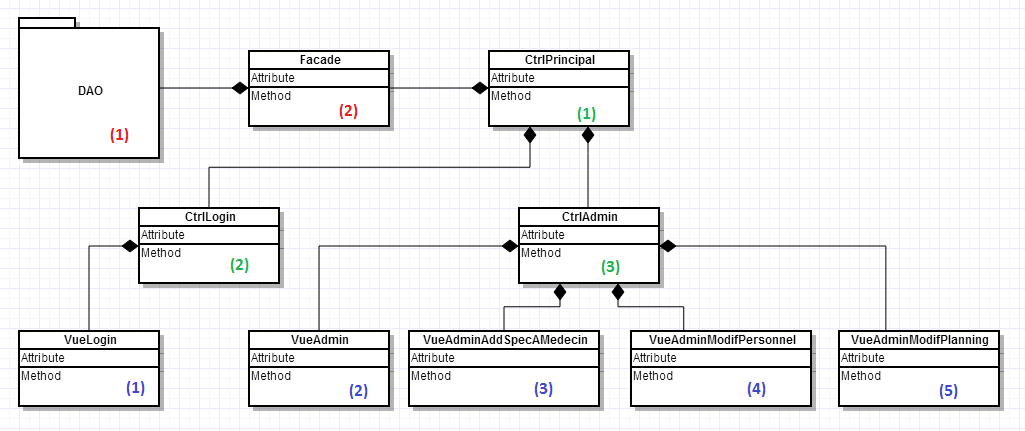 DAO
(1)
Facade
Attribute
Method
(2)
CtrlPrincipal
Attribute
Method
(1)
CtrlLogin
Attribute
Method
(2)
CtrlAdmin
Attribute
Method
(3)
VueLogin
Attribute
Method
(1)
VueAdmin
Attribute
Method
(2)
VueAdminAddSpecAMedecin
Attribute
Method
(3)
VueAdminModifPersonnel
Attribute
Method
(4)
VueAdminModifPlanning
Attribute
Method
(5)